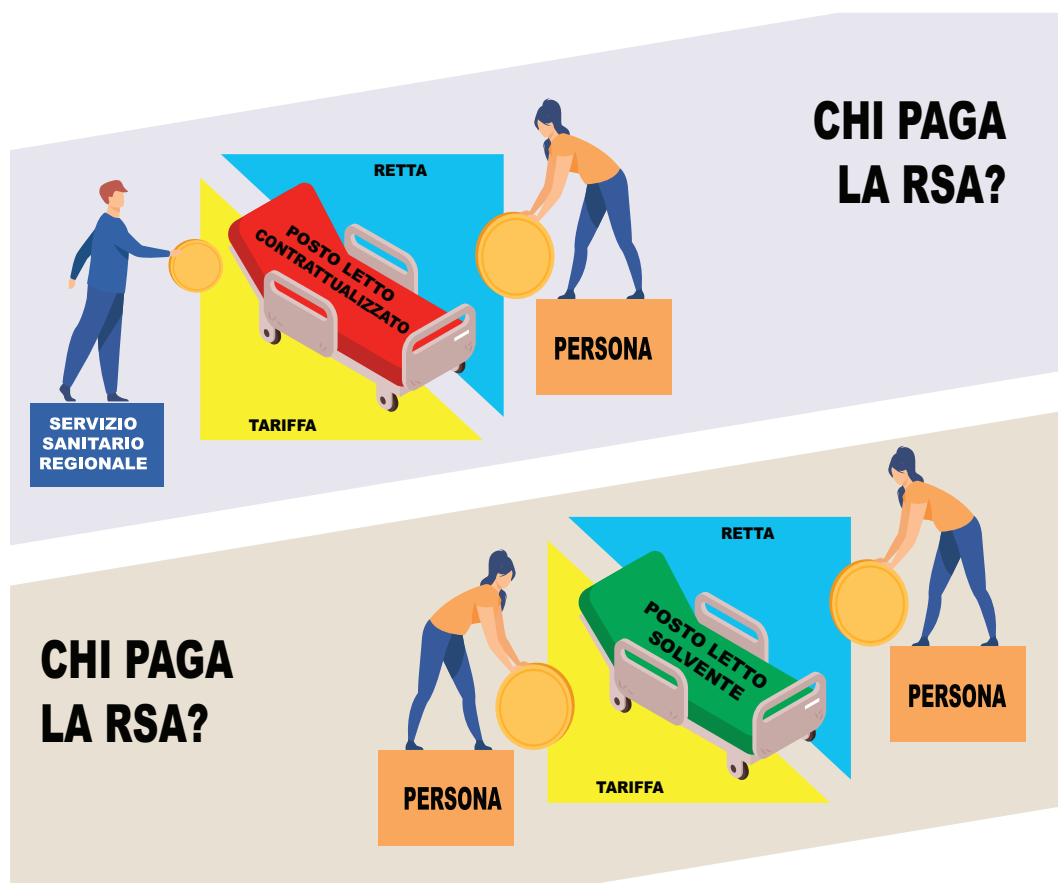 CHI PAGA
LA RSA?
RETTA
POSTO LETTO
CONTRATTUALIZZATO
PERSONA
TARIFFA
SERVIZIO
SANITARIO
REGIONALE
RETTA
POSTO LETTO
SOLVENTE
CHI PAGA
LA RSA?
PERSONA
TARIFFA
PERSONA